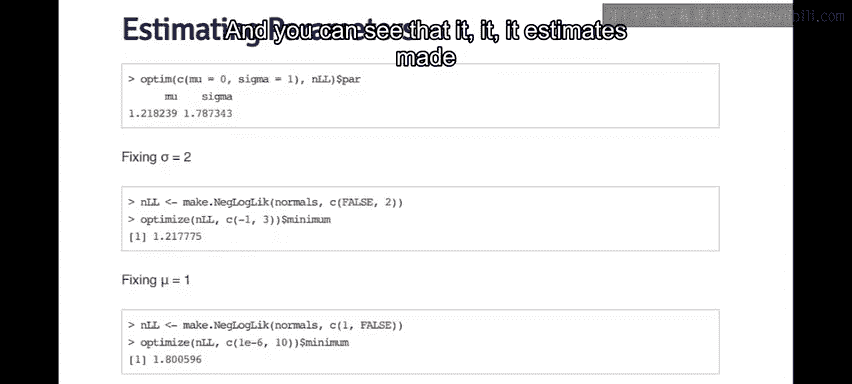 Estimating Parameters
And you can see that it, it, it estimates
made
> optim(c(mu = 0, sigma = 1), nLL)$par
mu sigma
1.218239 1.787343
Fixing σ = 2
> nLL <- make.NegLogLik(normals, c(FALSE, 2))
> optimize(nLL, c(-1, 3))$minimum
[1] 1.217775
Fixing μ = 1
> nLL <- make.NegLogLik(normals, c(1, FALSE))
> optimize(nLL, c(1e-6, 10))$minimum
[1] 1.800596